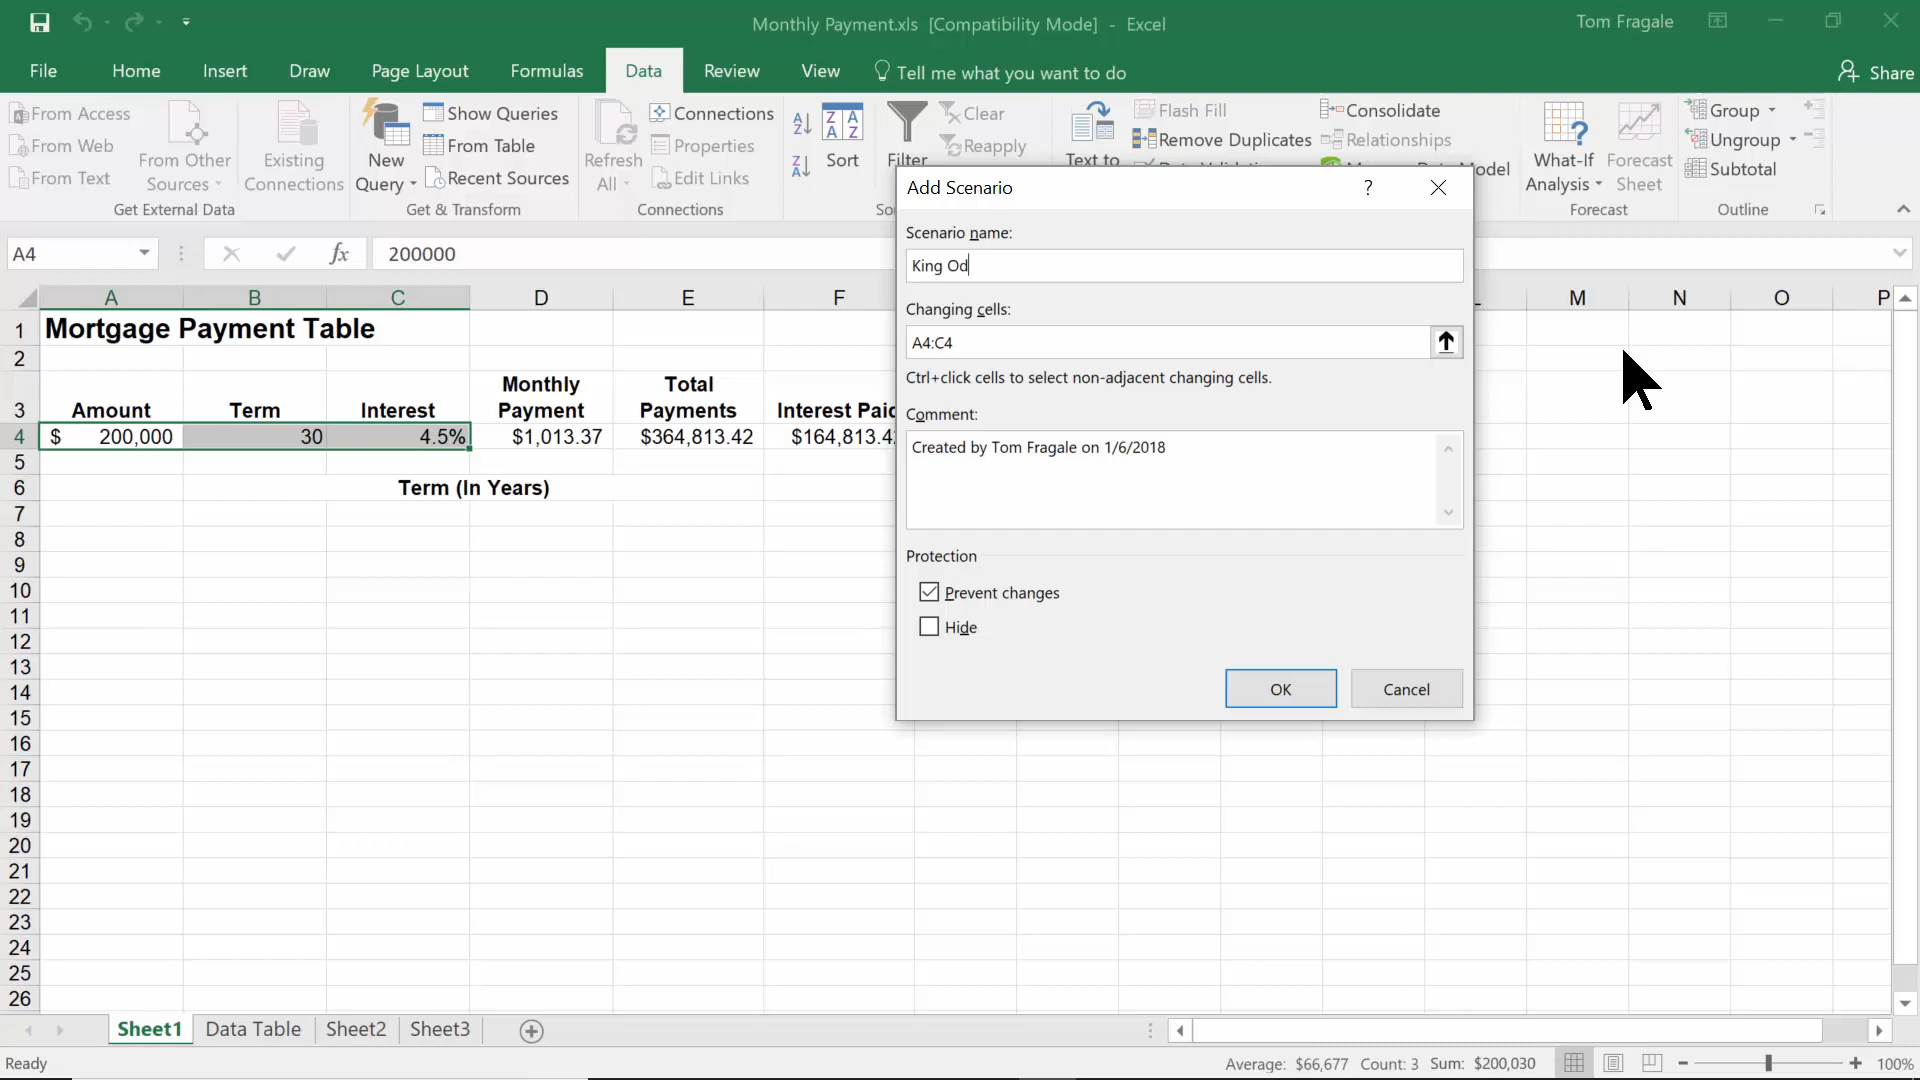 Monthly Payment.xls [Compatibility Mode] - Excel
Tom Fragale
File Home Insert Draw Page Layout Formulas Data Review View Tell me what you want to do Share
From Access
From Web
From Text
From Other Sources
Existing Connections
Get External Data
New Query
Show Queries
From Table
Recent Sources
Get & Transform
Refresh All
Connections
Properties
Edit Links
Connections
Sort
Filter
Clear
Reapply
Text to
Flash Fill
Remove Duplicates
Consolidate
Relationships
What-If Analysis
Forecast Sheet
Forecast
Group
Ungroup
Subtotal
Outline
A4 fx 200000
A B C D E F M N O P
1 Mortgage Payment Table
2
3 Amount Term Interest Monthly Payment Total Payments Interest Paid
4 $ 200,000 30 4.5% $1,013.37 $364,813.42 $164,813.42
5
6 Term (In Years)
7
8
9
10
11
12
13
14
15
16
17
18
19
20
21
22
23
24
25
26
Add Scenario ?
Scenario name:
King Od
Changing cells:
A4:C4
Ctrl+click cells to select non-adjacent changing cells.
Comment:
Created by Tom Fragale on 1/6/2018
Protection
Prevent changes
Hide
OK Cancel
Sheet1 Data Table Sheet2 Sheet3
Ready Average: $66,677 Count: 3 Sum: $200,030 100%